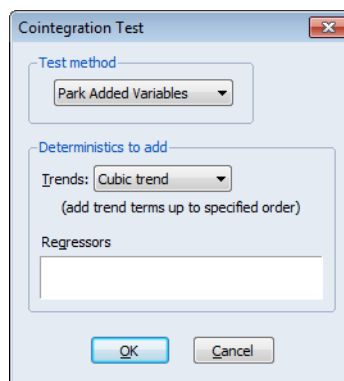 Cointegration Test
Test method
Park Added Variables
Deterministics to add
Trends: Cubic trend
(add trend terms up to specified order)
Regressors
OK Cancel